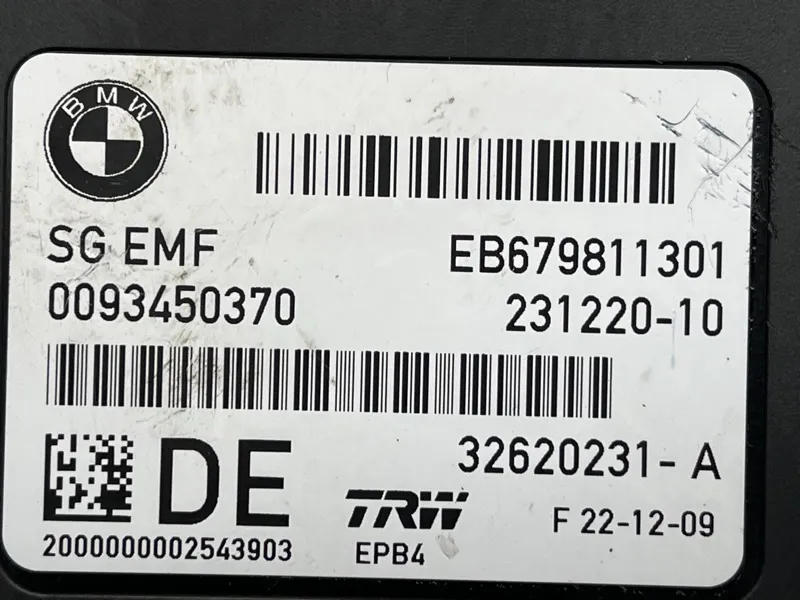 BMW
SG EMF EB679811301
0093450370 231220-10
32620231- A
DE
TRW F 22-12-09
2000000002543903 EPB4